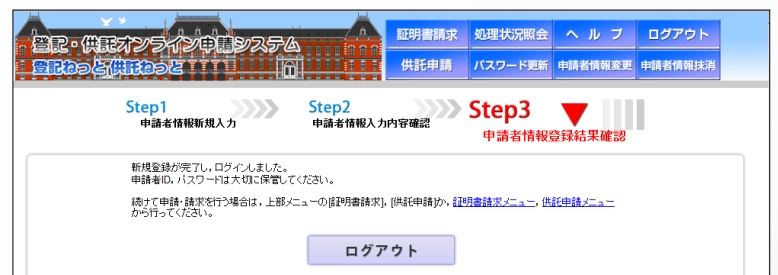 登記・供託オンライン申請システム
登記ねっと 供託ねっと
証明書請求 処理状況照会 ヘルプ ログアウト
供託申請 パスワード更新 申請者情報変更 申請者情報抹消
Step1 Step2 Step3
申請者情報新規入力 申請者情報入力内容確認 申請者情報登録結果確認
新規登録が完了し，ログインしました。
申請者ID，パスワードは大切に保管してください。
続けて申請・請求を行う場合は，上部メニューの[証明書請求]，[供託申請]か，証明書請求メニュー，供託申請メニュー
から行ってください。
ログアウト